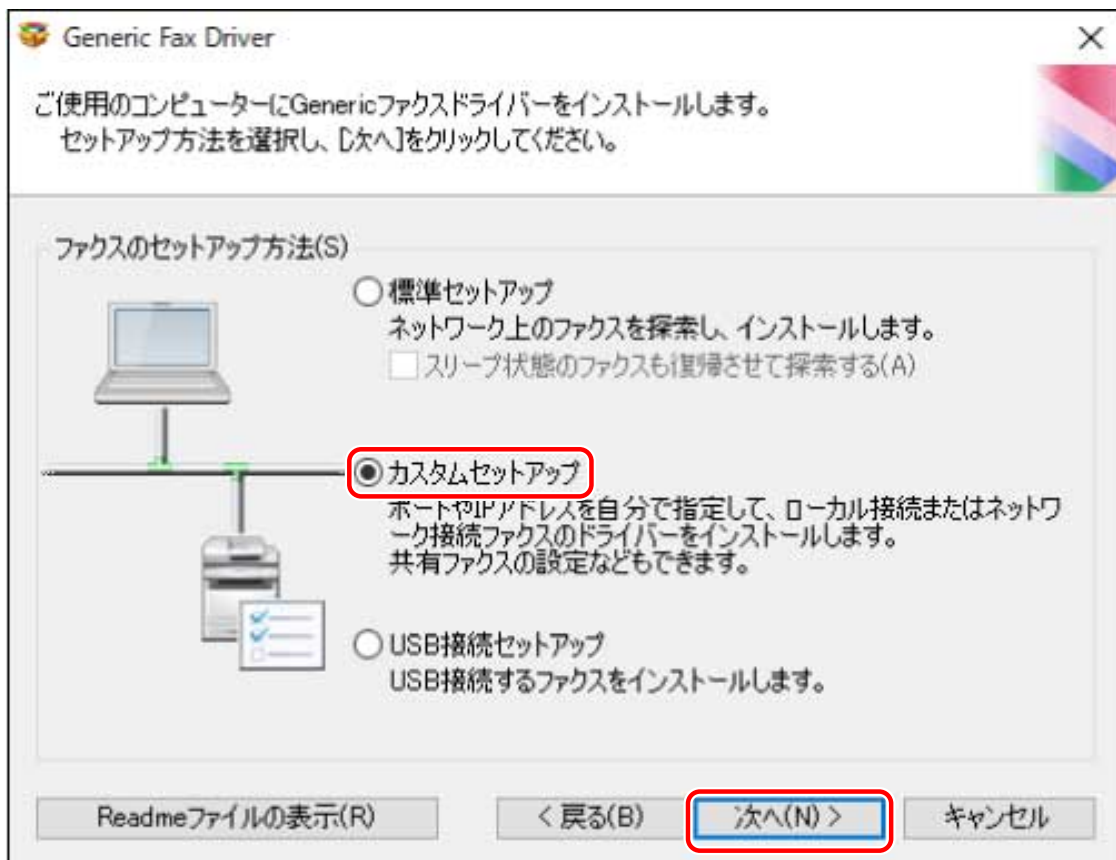 Generic Fax Driver
ご使用のコンピューターにGenericファクスドライバーをインストールします。
セットアップ方法を選択し、[次へ]をクリックしてください。
ファクスのセットアップ方法(S)
標準セットアップ
ネットワーク上のファクスを探索し、インストールします。
スリープ状態のファクスも復帰させて探索する(A)
カスタムセットアップ
ポートやIPアドレスを自分で指定して、ローカル接続またはネットワ
ーク接続ファクスのドライバーをインストールします。
共有ファクスの設定などもできます。
USB接続セットアップ
USB接続するファクスをインストールします。
Readmeファイルの表示(R)
< 戻る(B)
次へ(N) >
キャンセル